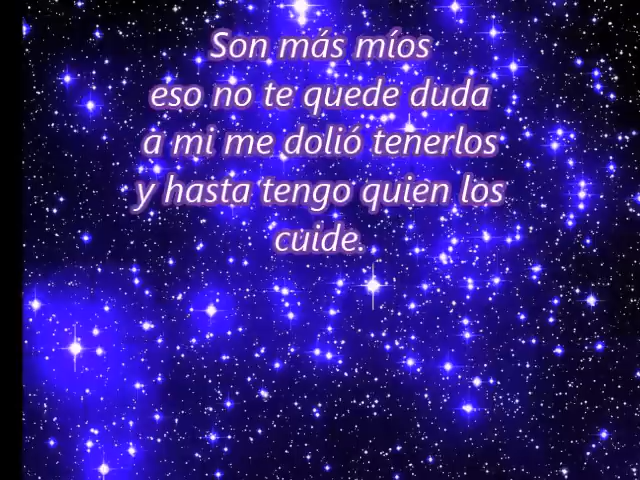 Son más míos
eso no te quede duda
a mi me dolió tenerlos
y hasta tengo quien los
cuide.